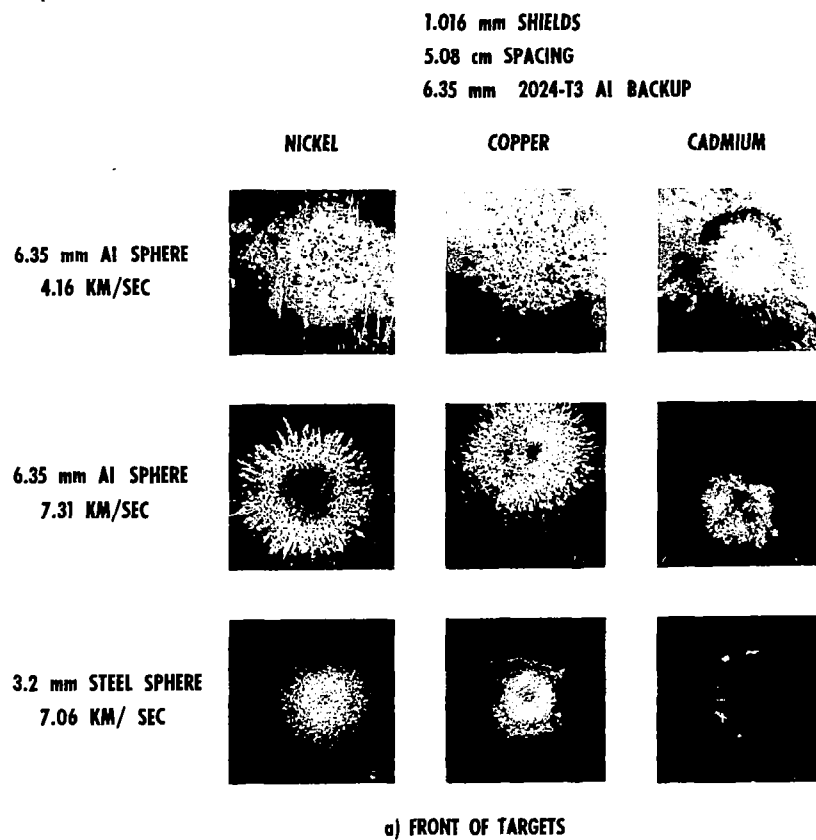 1.016 mm SHIELDS
5.08 cm SPACING
6.35 mm 2024-T3 Al BACKUP
NICKEL COPPER CADMIUM
6.35 mm Al SPHERE
4.16 KM/SEC
6.35 mm Al SPHERE
7.31 KM/SEC
3.2 mm STEEL SPHERE
7.06 KM/ SEC
a) FRONT OF TARGETS